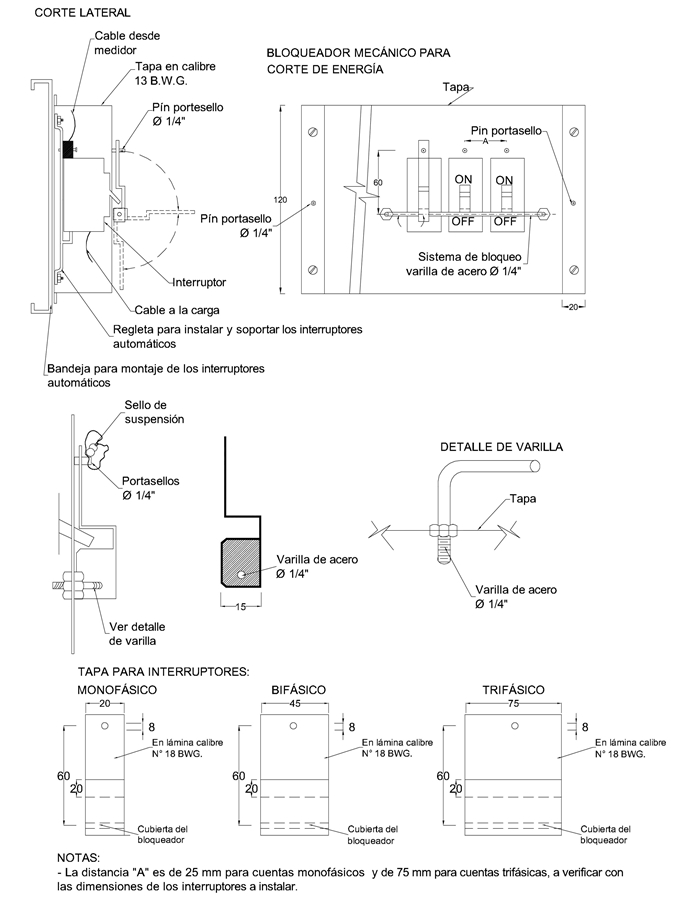 CORTE LATERAL
Cable desde
medidor
Tapa en calibre
13 B.W.G.
Pín portesello
Ø 1/4"
Interruptor
Cable a la carga
Regleta para instalar y soportar los interruptores
automáticos
Bandeja para montaje de los interruptores
automáticos
BLOQUEADOR MECÁNICO PARA
CORTE DE ENERGÍA
Tapa
Pin portasello
A
60
120
ON
ON
OFF
OFF
Pín portasello
Ø 1/4"
Sistema de bloqueo
varilla de acero Ø 1/4"
20
Sello de
suspensión
Portasellos
Ø 1/4"
Ver detalle
de varilla
Varilla de acero
Ø 1/4"
15
DETALLE DE VARILLA
Tapa
Varilla de acero
Ø 1/4"
TAPA PARA INTERRUPTORES:
MONOFÁSICO
20
8
En lámina calibre
N° 18 BWG.
60
20
Cubierta del
bloqueador
BIFÁSICO
45
8
En lámina calibre
N° 18 BWG.
60
20
Cubierta del
bloqueador
TRIFÁSICO
75
8
En lámina calibre
N° 18 BWG.
60
20
Cubierta del
bloqueador
NOTAS:
- La distancia "A" es de 25 mm para cuentas monofásicos y de 75 mm para cuentas trifásicas, a verificar con
las dimensiones de los interruptores a instalar.